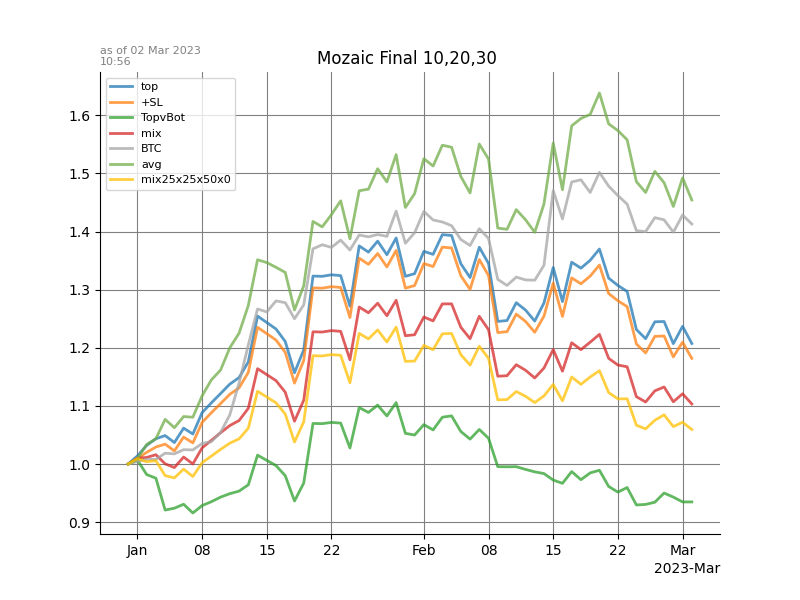 as of 02 Mar 2023
10:56
Mozaic Final 10,20,30
top
+SL
TopvBot
mix
BTC
avg
mix25x25x50x0
1.6
1.5
1.4
1.3
1.2
1.1
1.0
0.9
Jan 08 15 22 Feb 08 15 22 Mar
2023-Mar